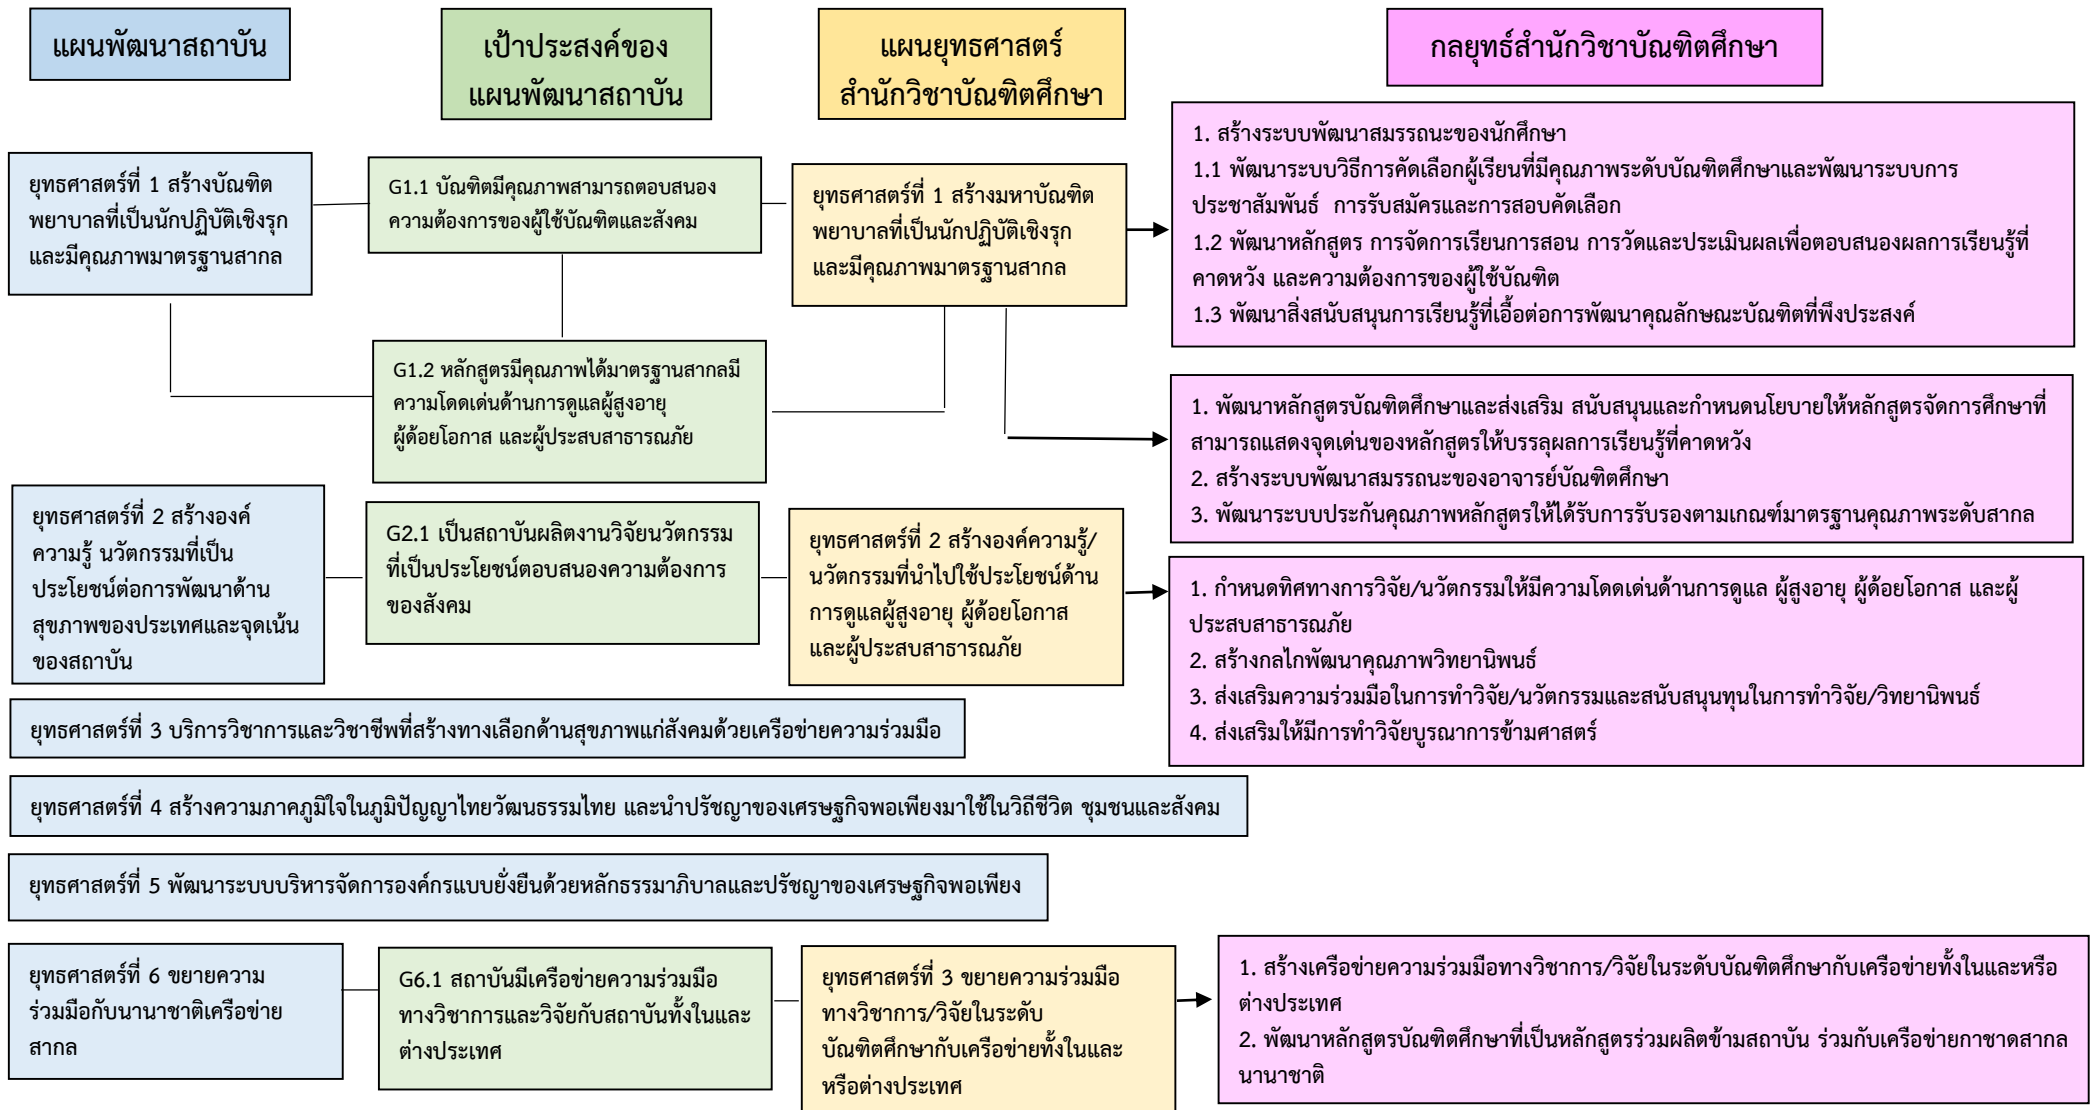 แผนพัฒนาสถาบัน
เป้าประสงค์ของ
แผนพัฒนาสถาบัน
แผนยุทธศาสตร์
สำนักวิชาบัณฑิตศึกษา
กลยุทธ์สำนักวิชาบัณฑิตศึกษา
ยุทธศาสตร์ที่ 1 สร้างบัณฑิต
พยาบาลที่เป็นนักปฏิบัติเชิงรุก
และมีคุณภาพมาตรฐานสากล
G1.1 บัณฑิตมีคุณภาพสามารถตอบสนอง
ความต้องการของผู้ใช้บัณฑิตและสังคม
ยุทธศาสตร์ที่ 1 สร้างมหาบัณฑิต
พยาบาลที่เป็นนักปฏิบัติเชิงรุก
และมีคุณภาพมาตรฐานสากล
1. สร้างระบบพัฒนาสมรรถนะของนักศึกษา
1.1 พัฒนาระบบวิธีการคัดเลือกผู้เรียนที่มีคุณภาพระดับบัณฑิตศึกษาและพัฒนาระบบการ
ประชาสัมพันธ์  การรับสมัครและการสอบคัดเลือก
1.2 พัฒนาหลักสูตร การจัดการเรียนการสอน การวัดและประเมินผลเพื่อตอบสนองผลการเรียนรู้ที่
คาดหวัง และความต้องการของผู้ใช้บัณฑิต
1.3 พัฒนาสิ่งสนับสนุนการเรียนรู้ที่เอื้อต่อการพัฒนาคุณลักษณะบัณฑิตที่พึงประสงค์
G1.2 หลักสูตรมีคุณภาพได้มาตรฐานสากลมี
ความโดดเด่นด้านการดูแลผู้สูงอายุ
ผู้ด้อยโอกาส และผู้ประสบสาธารณภัย
1. พัฒนาหลักสูตรบัณฑิตศึกษาและส่งเสริม สนับสนุนและกำหนดนโยบายให้หลักสูตรจัดการศึกษาที่
สามารถแสดงจุดเด่นของหลักสูตรให้บรรลุผลการเรียนรู้ที่คาดหวัง
2. สร้างระบบพัฒนาสมรรถนะของอาจารย์บัณฑิตศึกษา
3. พัฒนาระบบประกันคุณภาพหลักสูตรให้ได้รับการรับรองตามเกณฑ์มาตรฐานคุณภาพระดับสากล
ยุทธศาสตร์ที่ 2 สร้างองค์
ความรู้ นวัตกรรมที่เป็น
ประโยชน์ต่อการพัฒนาด้าน
สุขภาพของประเทศและจุดเน้น
ของสถาบัน
G2.1 เป็นสถาบันผลิตงานวิจัยนวัตกรรม
ที่เป็นประโยชน์ตอบสนองความต้องการ
ของสังคม
ยุทธศาสตร์ที่ 2 สร้างองค์ความรู้/
นวัตกรรมที่นำไปใช้ประโยชน์ด้าน
การดูแลผู้สูงอายุ ผู้ด้อยโอกาส
และผู้ประสบสาธารณภัย
1. กำหนดทิศทางการวิจัย/นวัตกรรมให้มีความโดดเด่นด้านการดูแล ผู้สูงอายุ ผู้ด้อยโอกาส และผู้
ประสบสาธารณภัย
2. สร้างกลไกพัฒนาคุณภาพวิทยานิพนธ์
3. ส่งเสริมความร่วมมือในการทำวิจัย/นวัตกรรมและสนับสนุนทุนในการทำวิจัย/วิทยานิพนธ์
4. ส่งเสริมให้มีการทำวิจัยบูรณาการข้ามศาสตร์
ยุทธศาสตร์ที่ 3 บริการวิชาการและวิชาชีพที่สร้างทางเลือกด้านสุขภาพแก่สังคมด้วยเครือข่ายความร่วมมือ
ยุทธศาสตร์ที่ 4 สร้างความภาคภูมิใจในภูมิปัญญาไทยวัฒนธรรมไทย และนำปรัชญาของเศรษฐกิจพอเพียงมาใช้ในวิถีชีวิต ชุมชนและสังคม
ยุทธศาสตร์ที่ 5 พัฒนาระบบบริหารจัดการองค์กรแบบยั่งยืนด้วยหลักธรรมาภิบาลและปรัชญาของเศรษฐกิจพอเพียง
ยุทธศาสตร์ที่ 6 ขยายความ
ร่วมมือกับนานาชาติเครือข่าย
สากล
G6.1 สถาบันมีเครือข่ายความร่วมมือ
ทางวิชาการและวิจัยกับสถาบันทั้งในและ
ต่างประเทศ
ยุทธศาสตร์ที่ 3 ขยายความร่วมมือ
ทางวิชาการ/วิจัยในระดับ
บัณฑิตศึกษากับเครือข่ายทั้งในและ
หรือต่างประเทศ
1. สร้างเครือข่ายความร่วมมือทางวิชาการ/วิจัยในระดับบัณฑิตศึกษากับเครือข่ายทั้งในและหรือ
ต่างประเทศ
2. พัฒนาหลักสูตรบัณฑิตศึกษาที่เป็นหลักสูตรร่วมผลิตข้ามสถาบัน ร่วมกับเครือข่ายกาชาดสากล
นานาชาติ